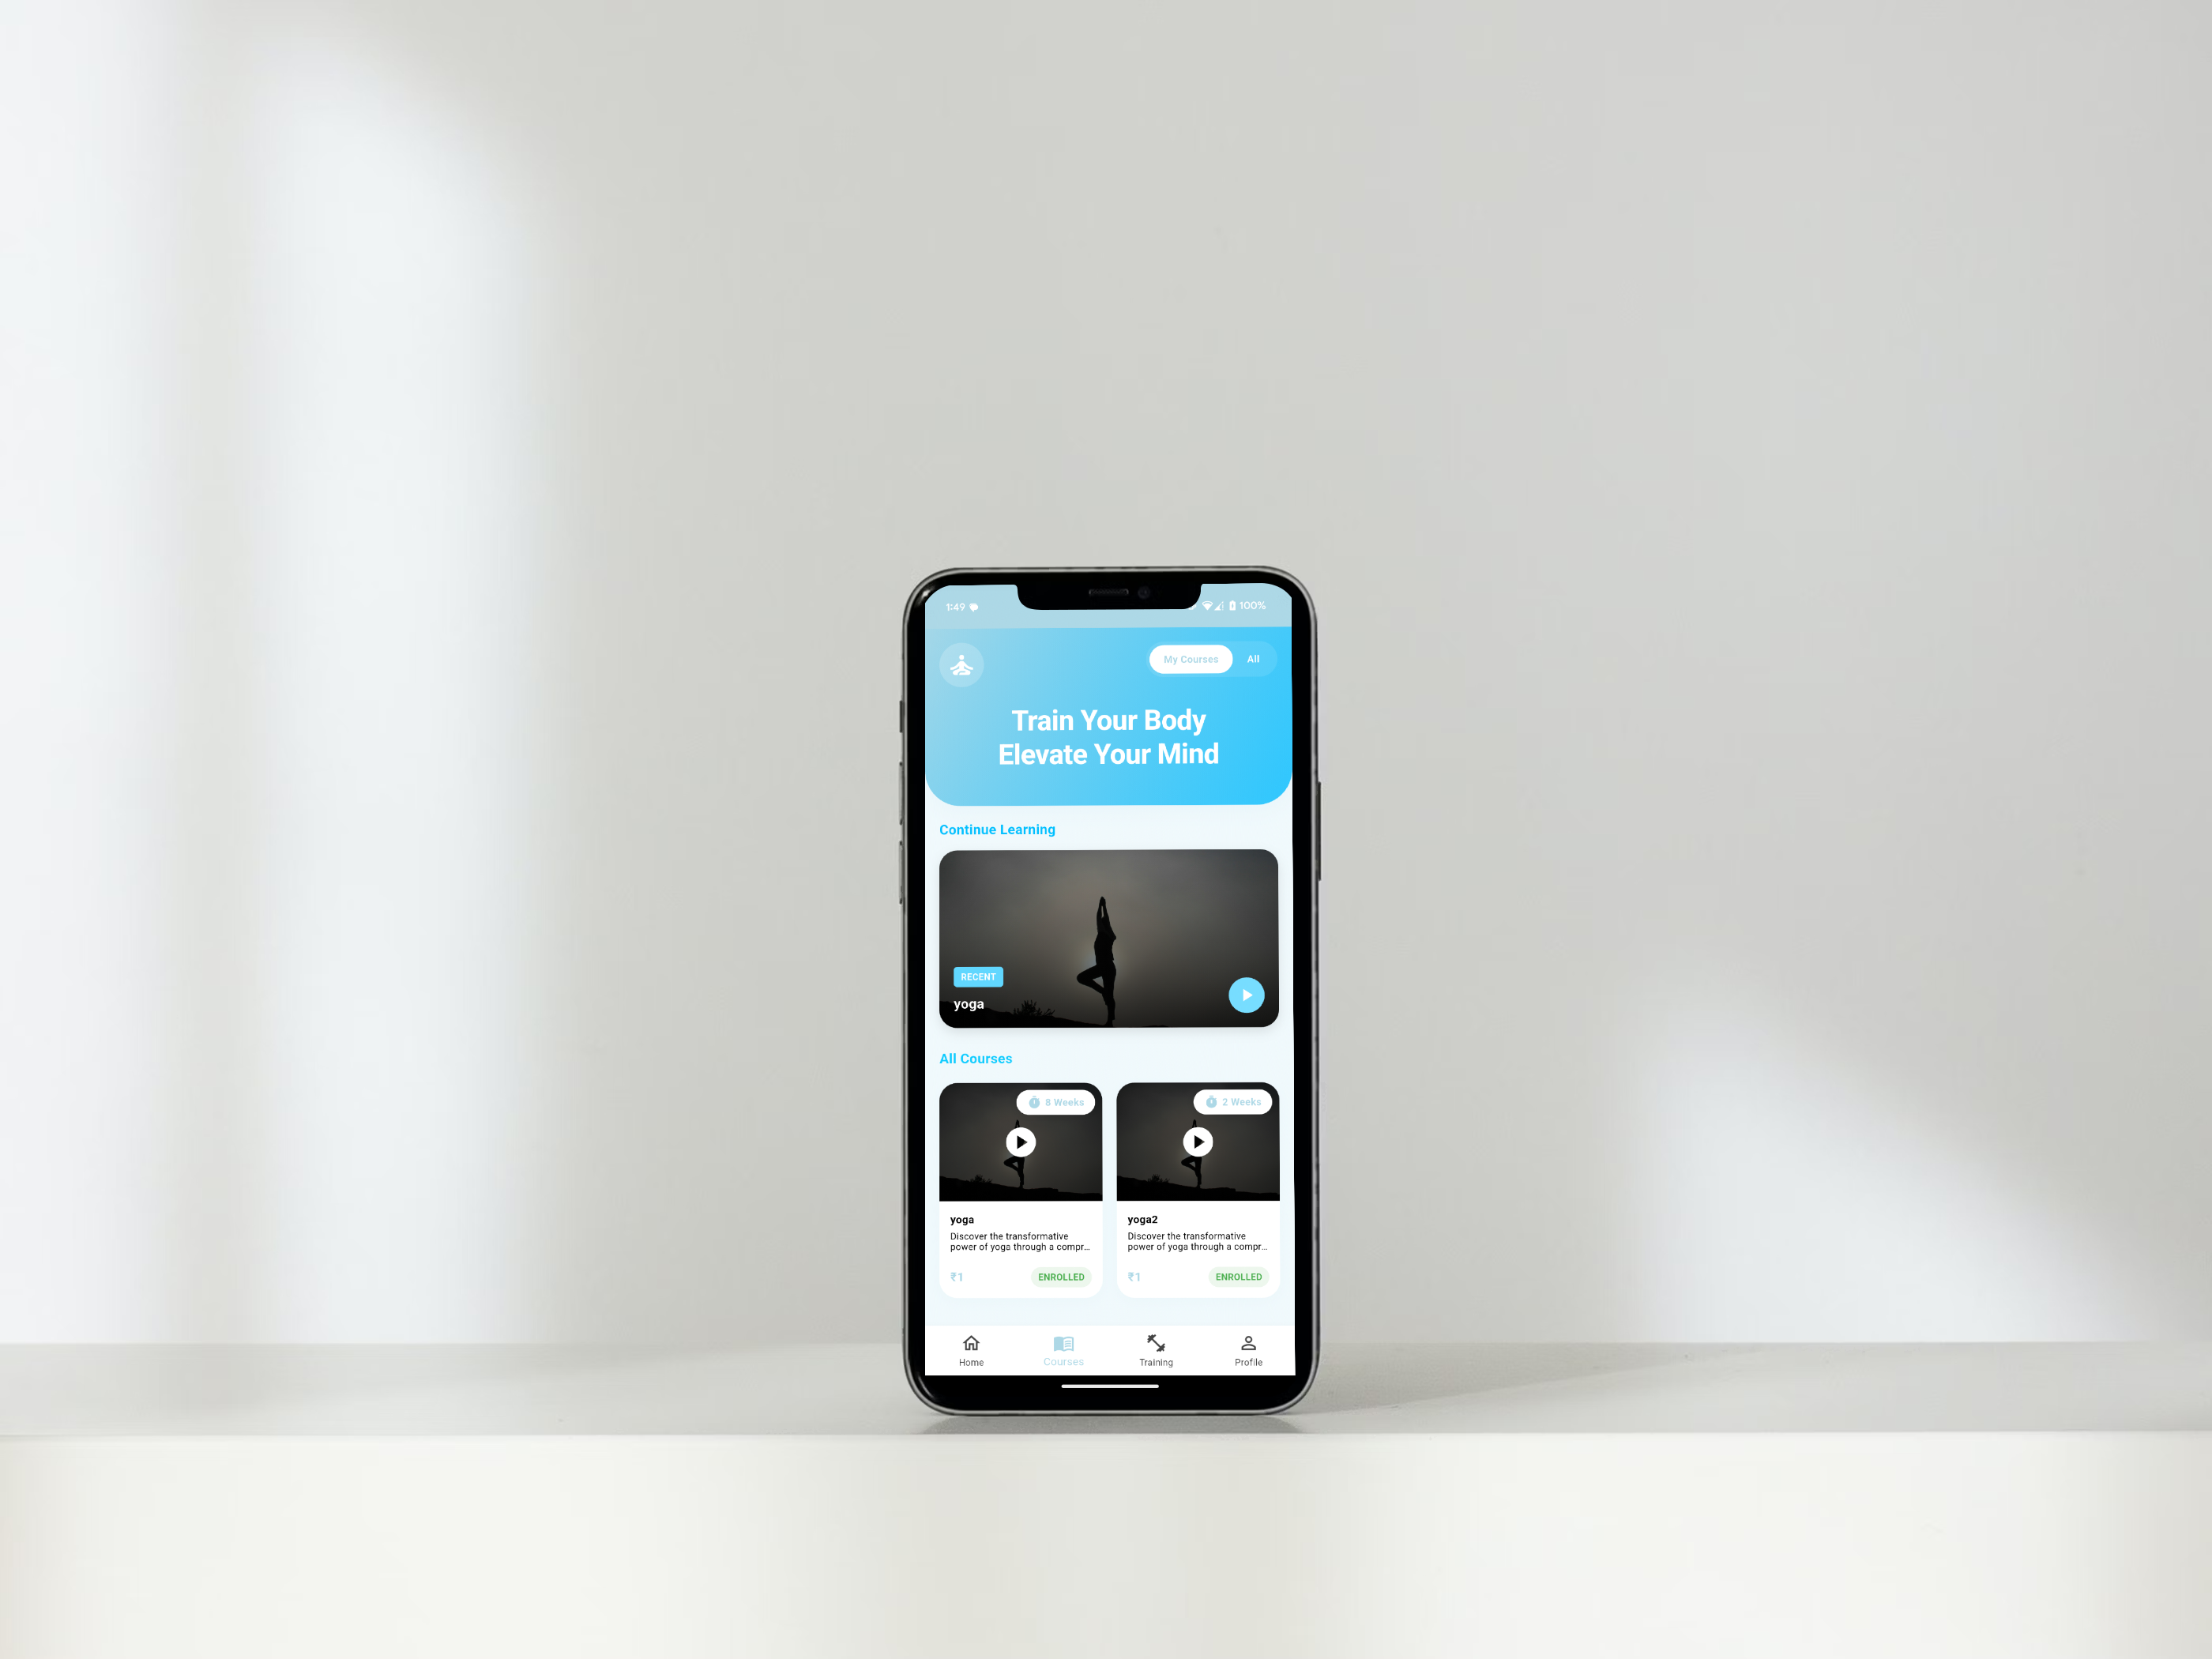 1:49
100%
My Courses
All
Train Your Body
Elevate Your Mind
Continue Learning
RECENT
yoga
All Courses
8 Weeks
2 Weeks
yoga
Discover the transformative
power of yoga through a compr...
₹1
ENROLLED
yoga2
Discover the transformative
power of yoga through a compr...
₹1
ENROLLED
Home
Courses
Training
Profile